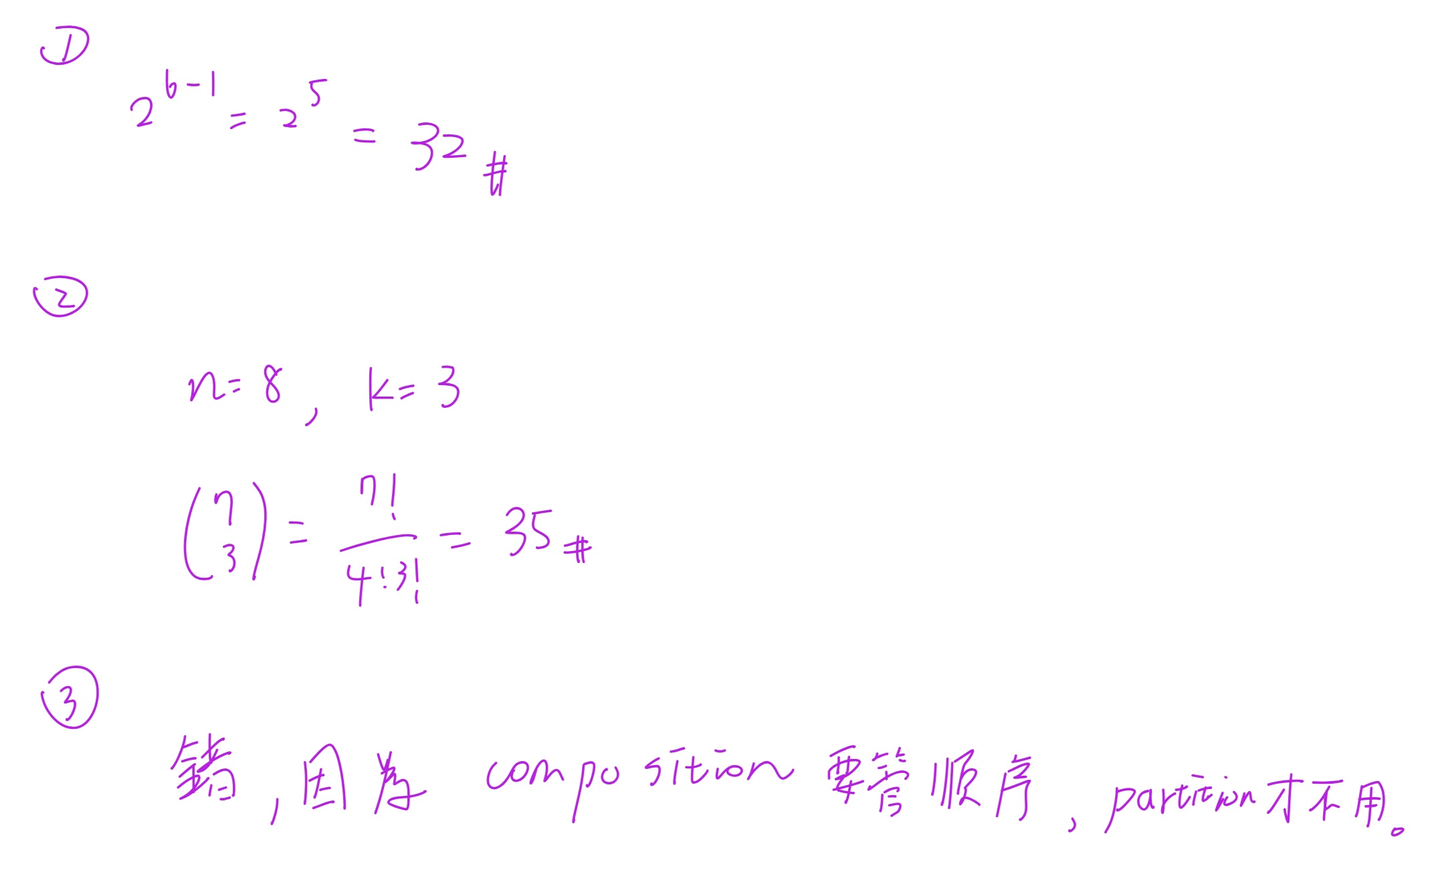 ①
2^{6-1} = 2^5 = 32 #
②
n=8, k=3
(7 3) = 7!/4!3! = 35 #
③
錯,因為 composition 要管順序,partition才不用。